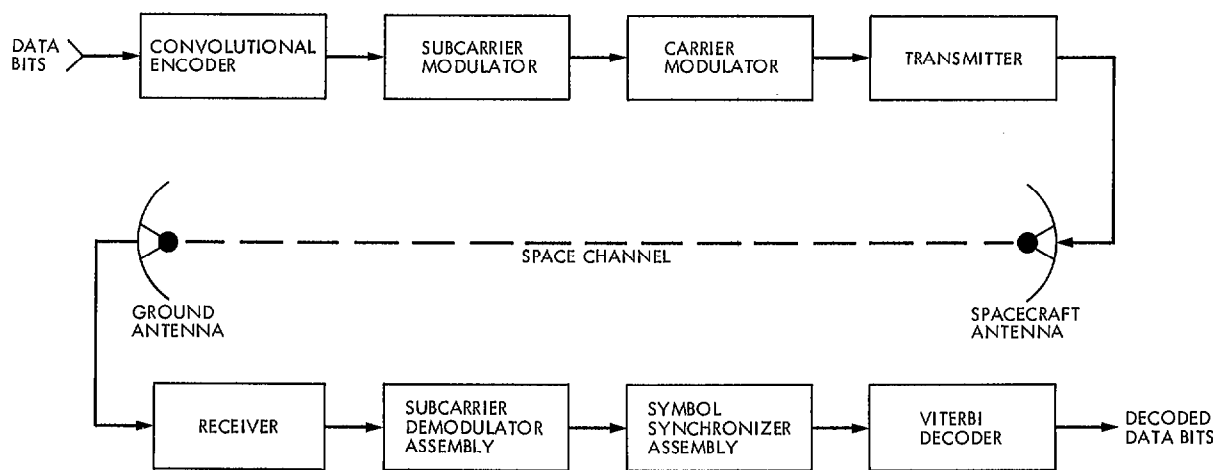 DATA
BITS
CONVOLUTIONAL
ENCODER
SUBCARRIER
MODULATOR
CARRIER
MODULATOR
TRANSMITTER
SPACE CHANNEL
GROUND
ANTENNA
SPACECRAFT
ANTENNA
RECEIVER
SUBCARRIER
DEMODULATOR
ASSEMBLY
SYMBOL
SYNCHRONIZER
ASSEMBLY
VITERBI
DECODER
DECODED
DATA BITS